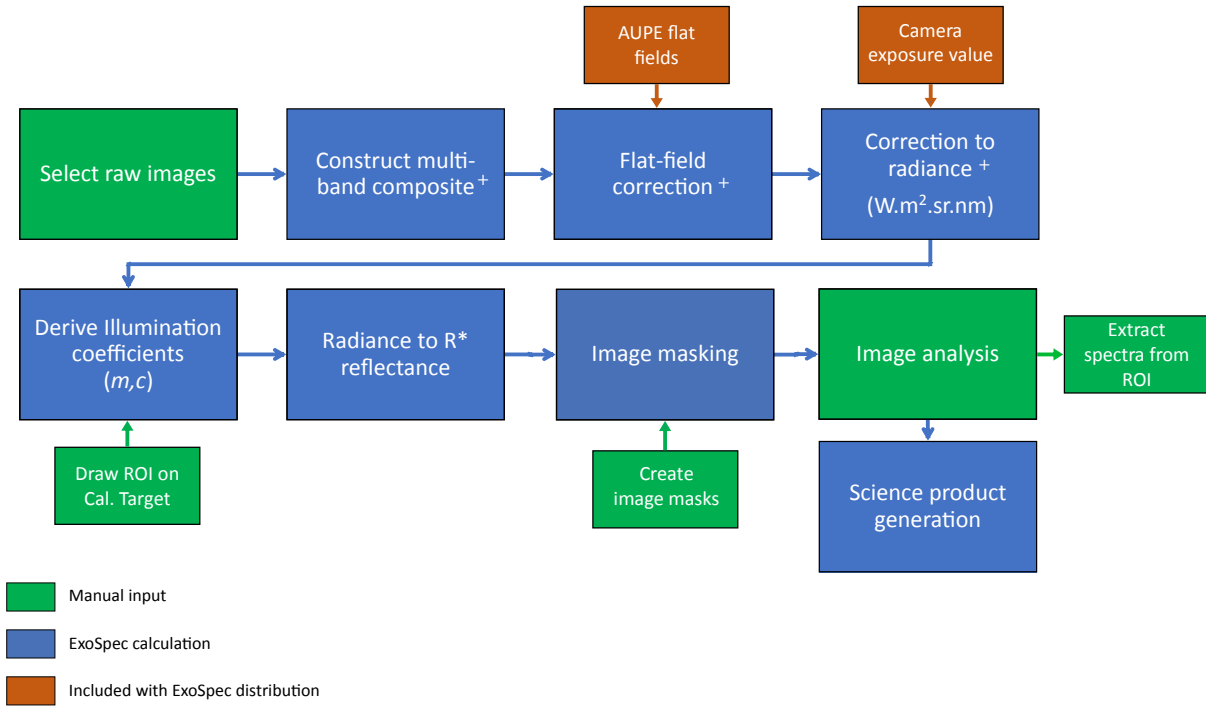 AUPE flat
fields
Camera
exposure value
Select raw images
Construct multi-
band composite +
Flat-field
correction +
Correction to
radiance +
(W.m².sr.nm)
Derive Illumination
coefficients
(m,c)
Radiance to R*
reflectance
Image masking
Image analysis
Extract
spectra from
ROI
Draw ROI on
Cal. Target
Create
image masks
Science product
generation
Manual input
ExoSpec calculation
Included with ExoSpec distribution